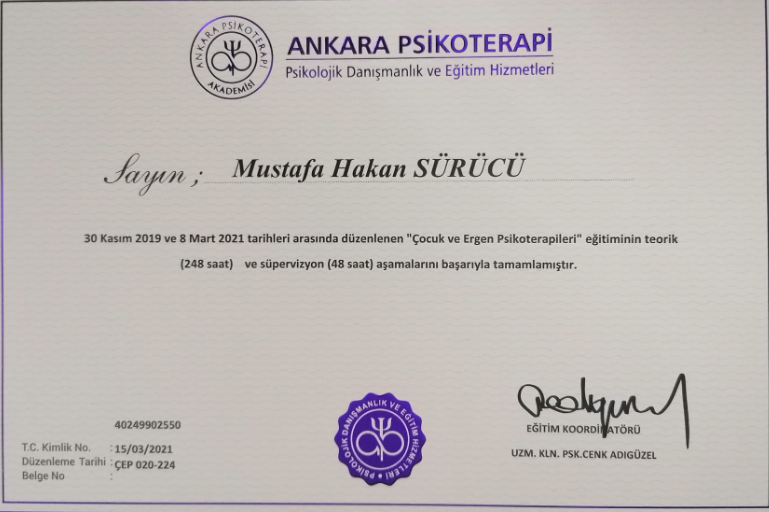 ANKARA PSİKOTERAPİ
AKADEMİSİ
ANKARA PSİKOTERAPİ
Psikolojik Danışmanlık ve Eğitim Hizmetleri
Sayın ; Mustafa Hakan SÜRÜCÜ
30 Kasım 2019 ve 8 Mart 2021 tarihleri arasında düzenlenen "Çocuk ve Ergen Psikoterapileri" eğitiminin teorik
(248 saat) ve süpervizyon (48 saat) aşamalarını başarıyla tamamlamıştır.
40249902550
T.C. Kimlik No. : 15/03/2021
Düzenleme Tarihi : ÇEP 020-224
Belge No :
PSİKOLOJİK DANIŞMANLIK VE EĞİTİM HİZMETLERİ
EĞİTİM KOORDİNATÖRÜ
UZM. KLN. PSK.CENK ADIGÜZEL